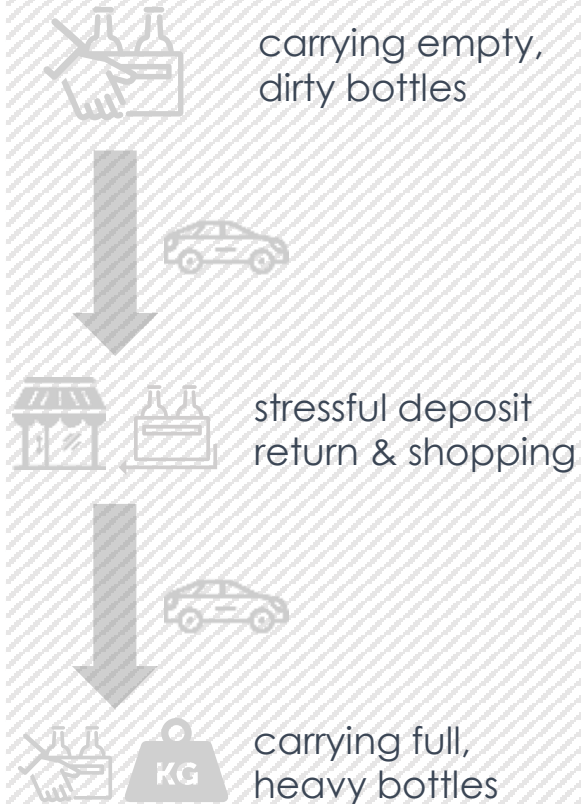 carrying empty,
dirty bottles
stressful deposit
return & shopping
KG
carrying full,
heavy bottles